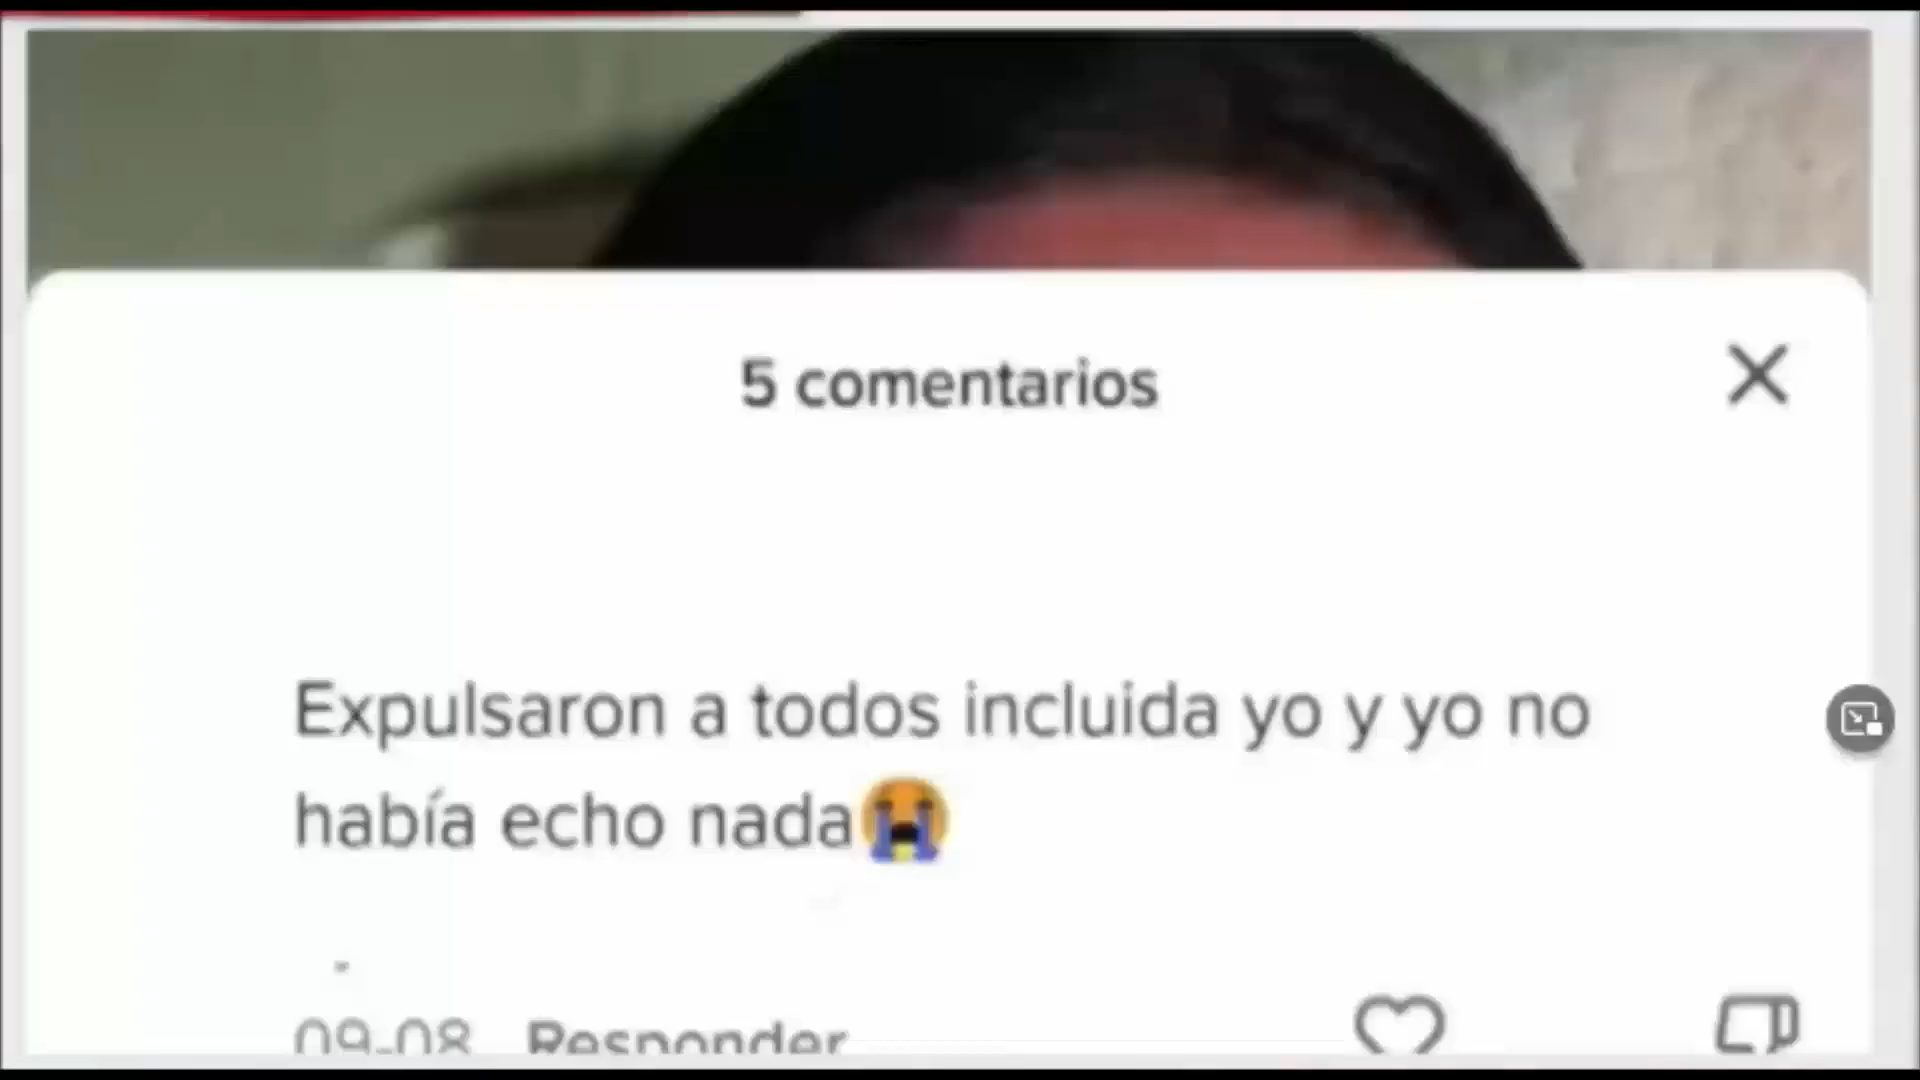 5 comentarios
Expulsaron a todos incluida yo y yo no
había echo nada😭
09-08 Responder